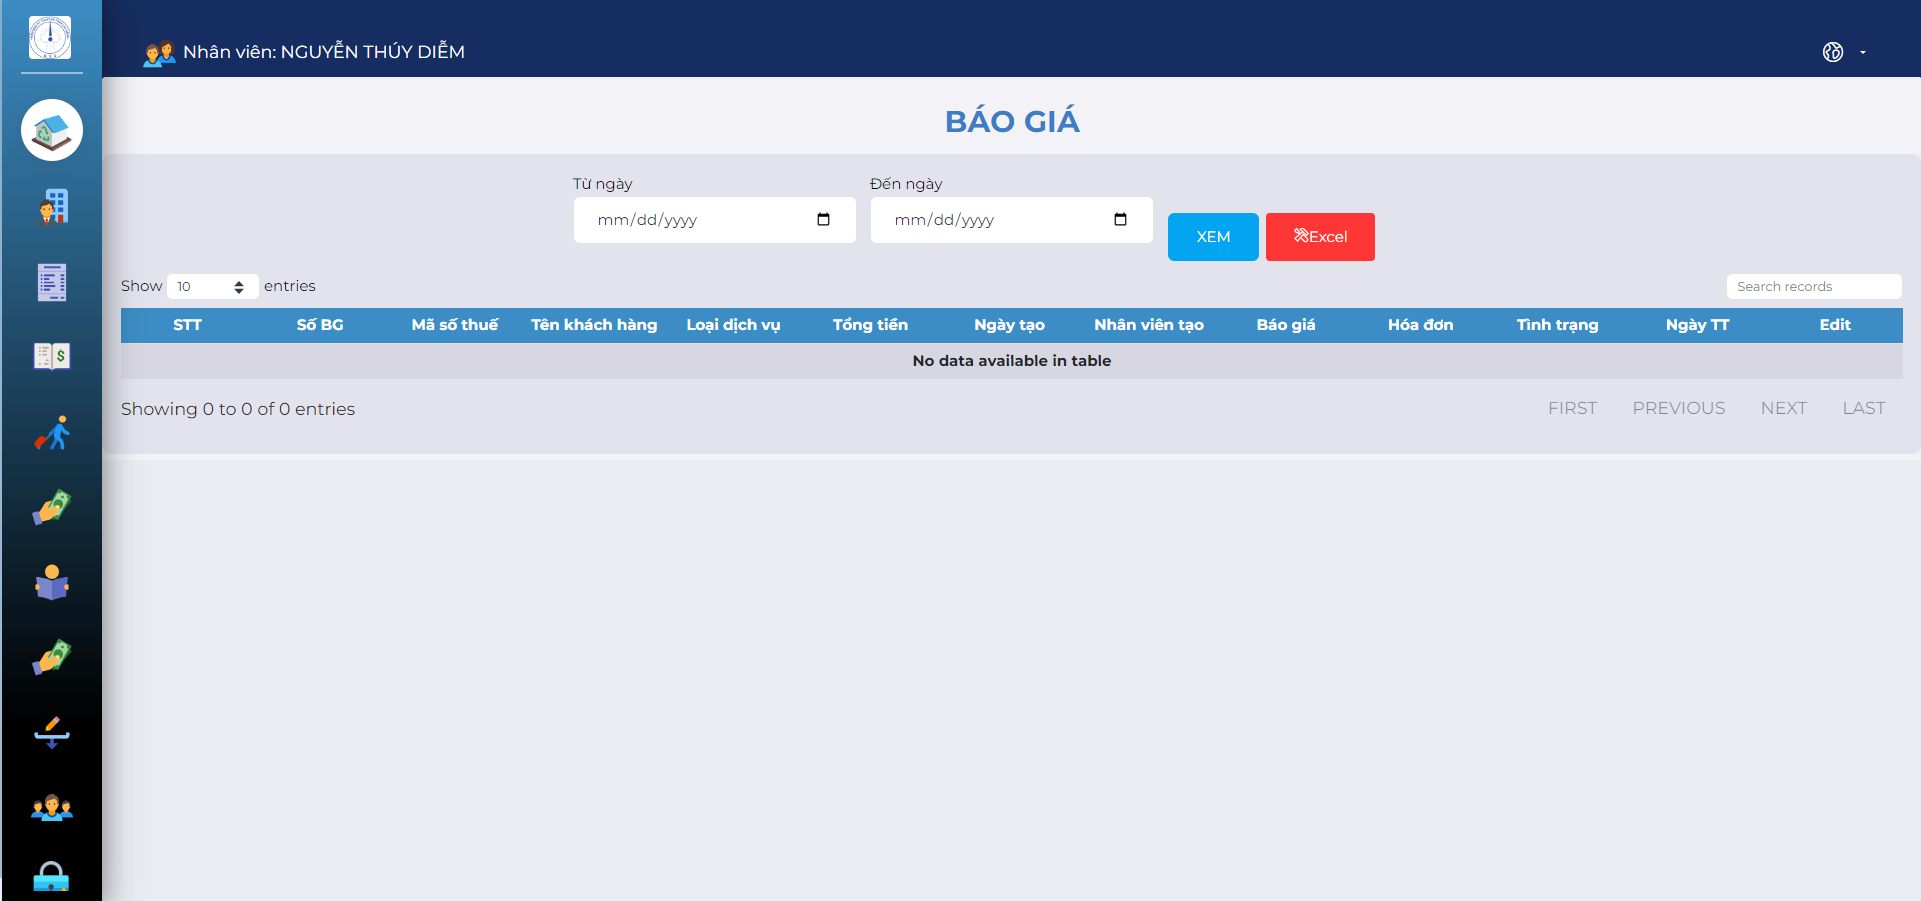 Nhân viên: NGUYỄN THÚY DIỄM
BÁO GIÁ
Từ ngày
Đến ngày
mm/dd/yyyy
mm/dd/yyyy
XEM
Excel
Show 10 entries
Search records
STT Số BG Mã số thuế Tên khách hàng Loại dịch vụ Tổng tiền Ngày tạo Nhân viên tạo Báo giá Hóa đơn Tình trạng Ngày TT Edit
No data available in table
Showing 0 to 0 of 0 entries
FIRST PREVIOUS NEXT LAST